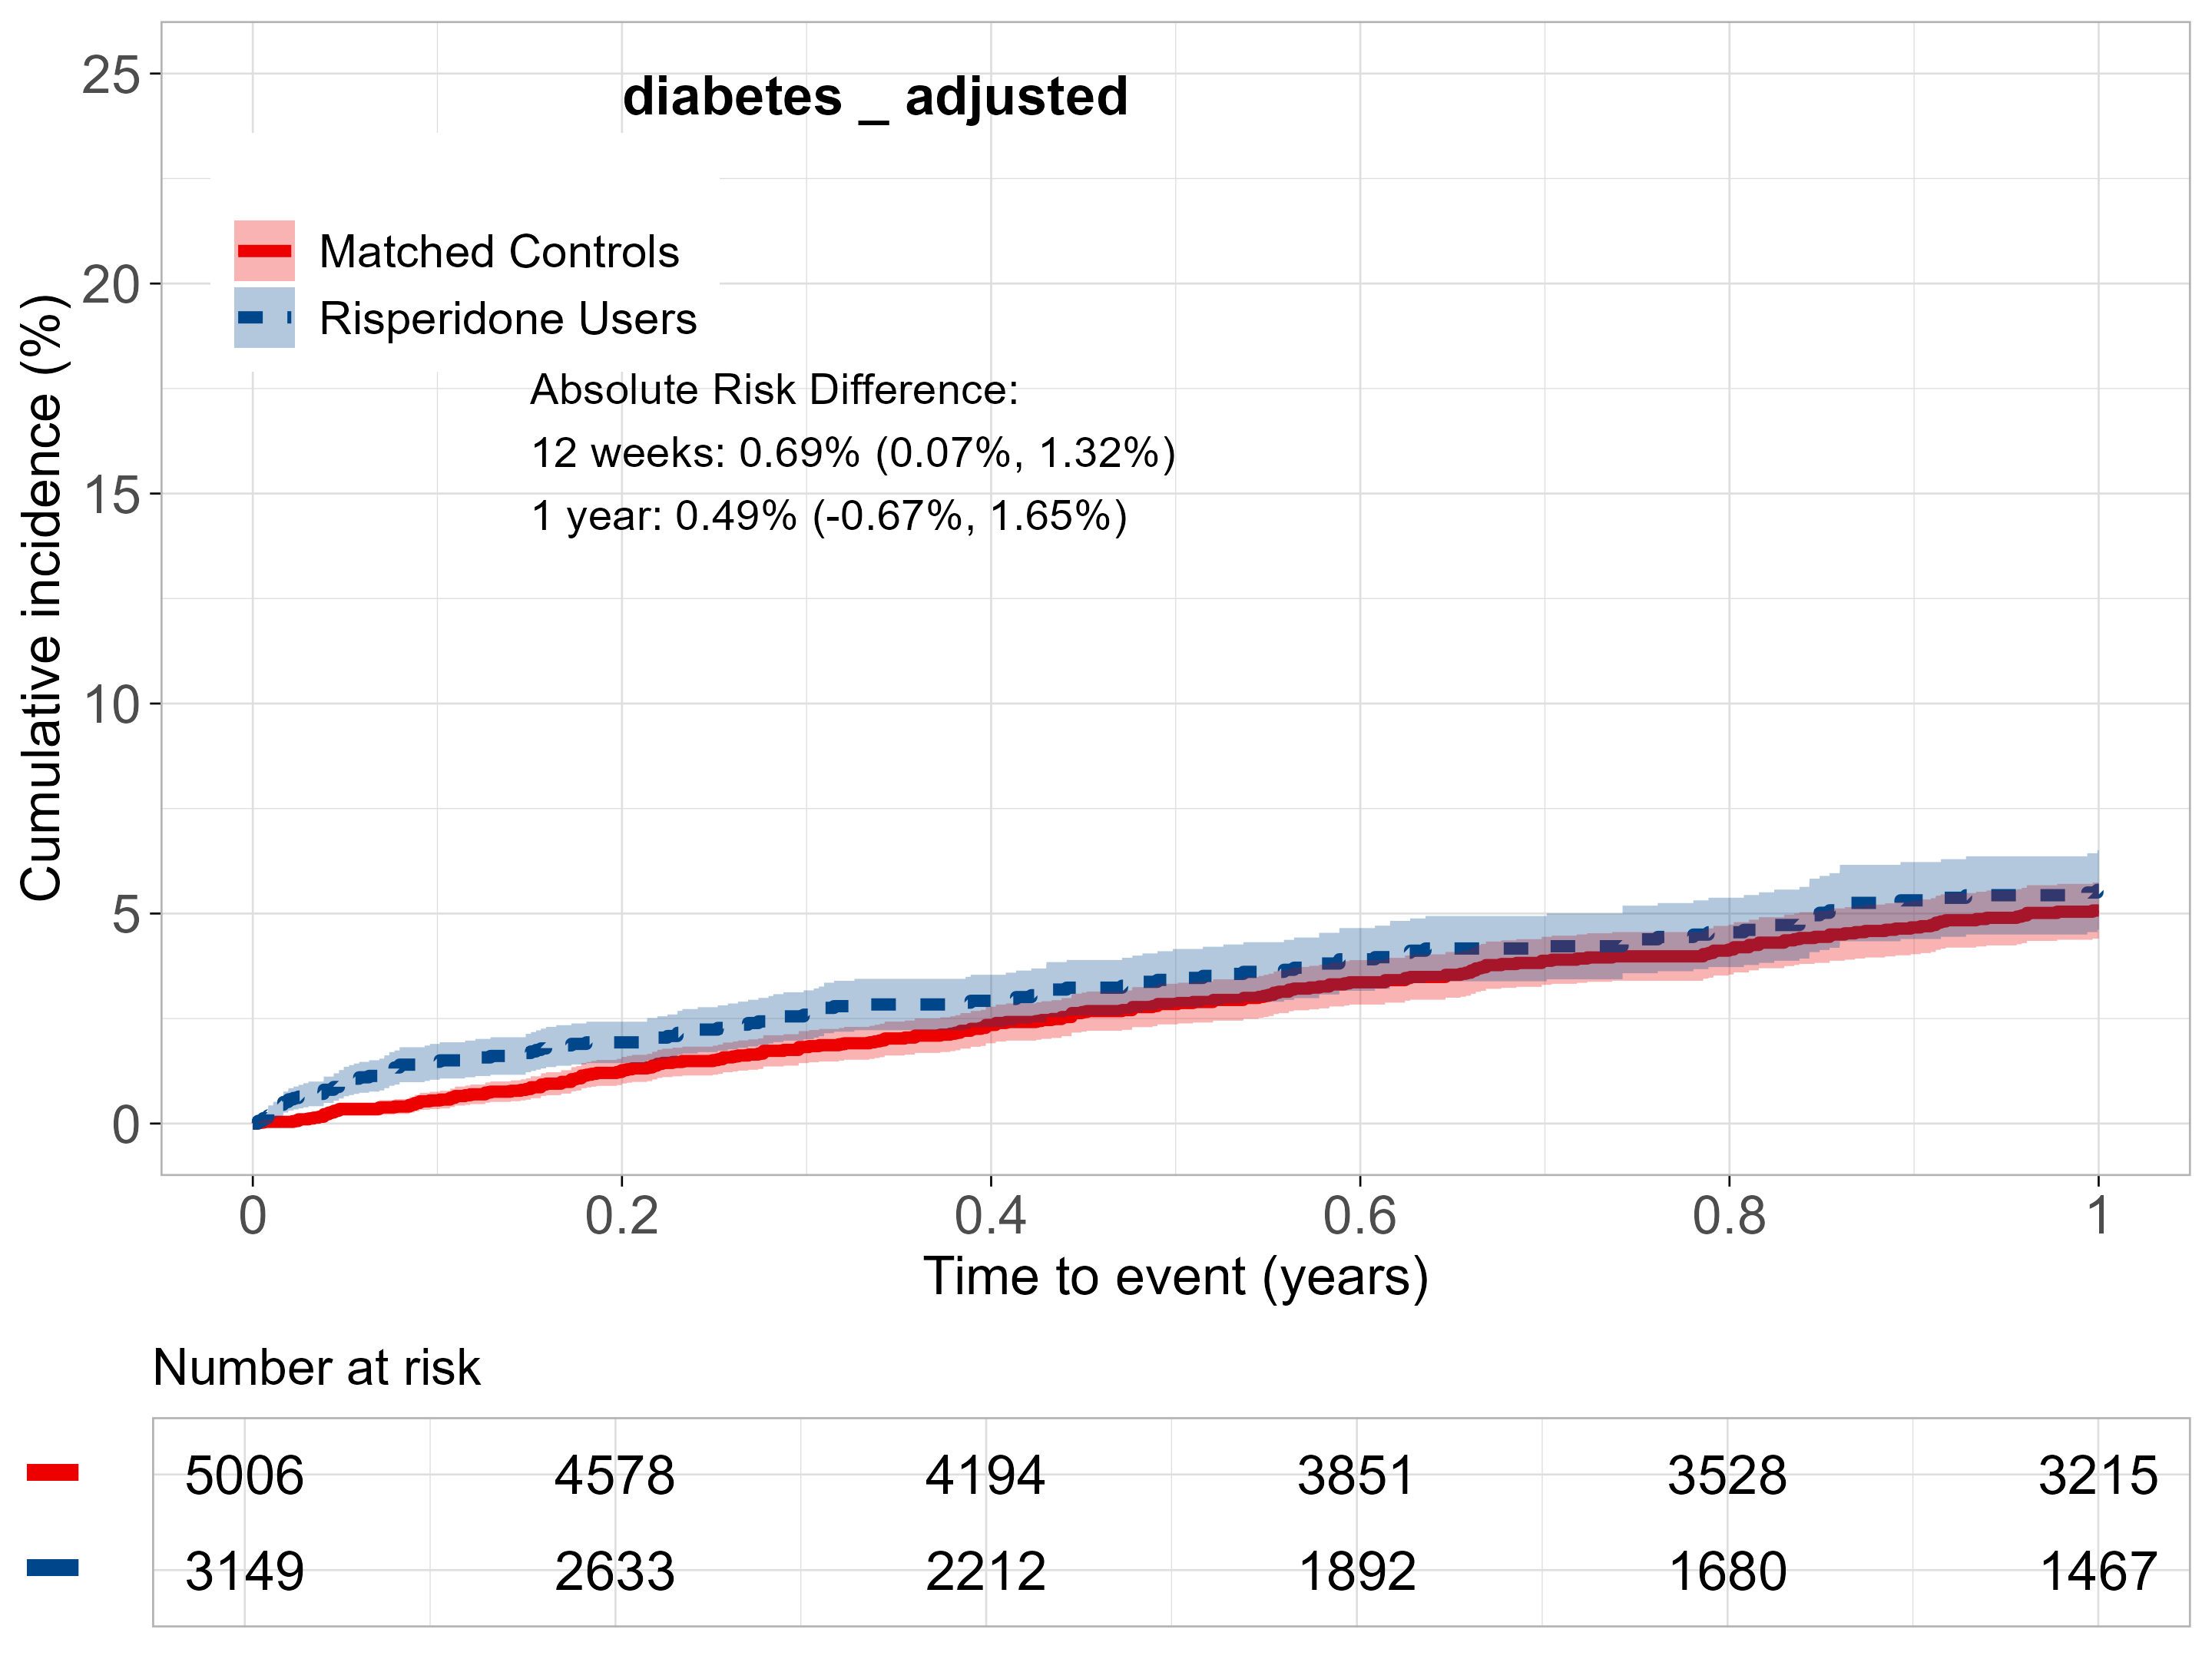 diabetes _ adjusted
Matched Controls
Risperidone Users
Absolute Risk Difference:
12 weeks: 0.69% (0.07%, 1.32%)
1 year: 0.49% (-0.67%, 1.65%)
Cumulative incidence (%)
25
20
15
10
5
0
0 0.2 0.4 0.6 0.8 1
Time to event (years)
Number at risk
5006 4578 4194 3851 3528 3215
3149 2633 2212 1892 1680 1467